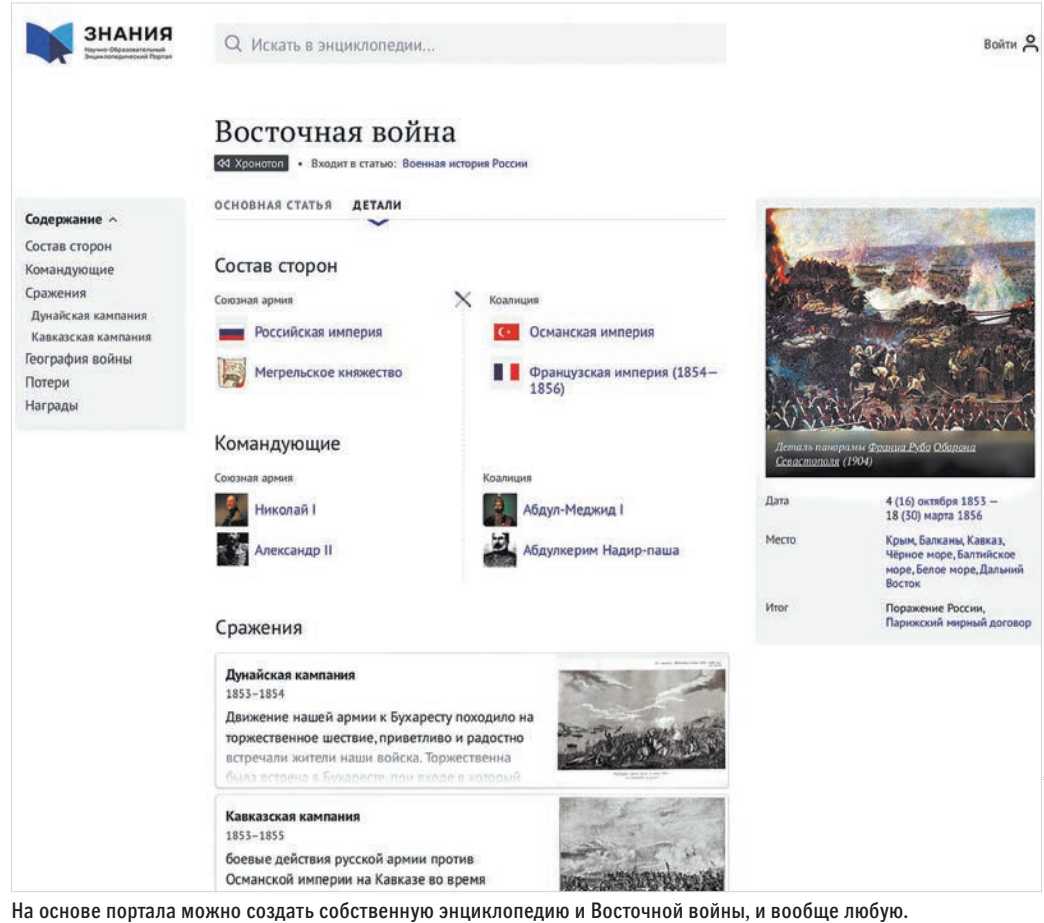 ЗНАНИЯ
Научно-Образовательный
Энциклопедический Портал
Искать в энциклопедии...
Войти
Восточная война
Хронотоп • Входит в статью: Военная история России
Содержание
Состав сторон
Командующие
Сражения
Дунайская кампания
Кавказская кампания
География войны
Потери
Награды
ОСНОВНАЯ СТАТЬЯ ДЕТАЛИ
Состав сторон
Союзная армия
Российская империя
Мегрельское княжество
Коалиция
Османская империя
Французская империя (1854—
1856)
Командующие
Союзная армия
Николай I
Александр II
Коалиция
Абдул-Меджид I
Абдулкерим Надир-паша
Сражения
Дунайская кампания
1853–1854
Движение нашей армии к Бухаресту походило на
торжественное шествие, приветливо и радостно
встречали жители наши войска. Торжественна
была встреча в Бухаресте, при входе в который
Кавказская кампания
1853–1855
боевые действия русской армии против
Османской империи на Кавказе во время
Деталь панорамы Франца Рубо Оборона
Севастополя (1904)
Дата 4 (16) октября 1853 —
18 (30) марта 1856
Место Крым, Балканы, Кавказ,
Чёрное море, Балтийское
море, Белое море, Дальний
Восток
Итог Поражение России,
Парижский мирный договор
На основе портала можно создать собственную энциклопедию и Восточной войны, и вообще любую.